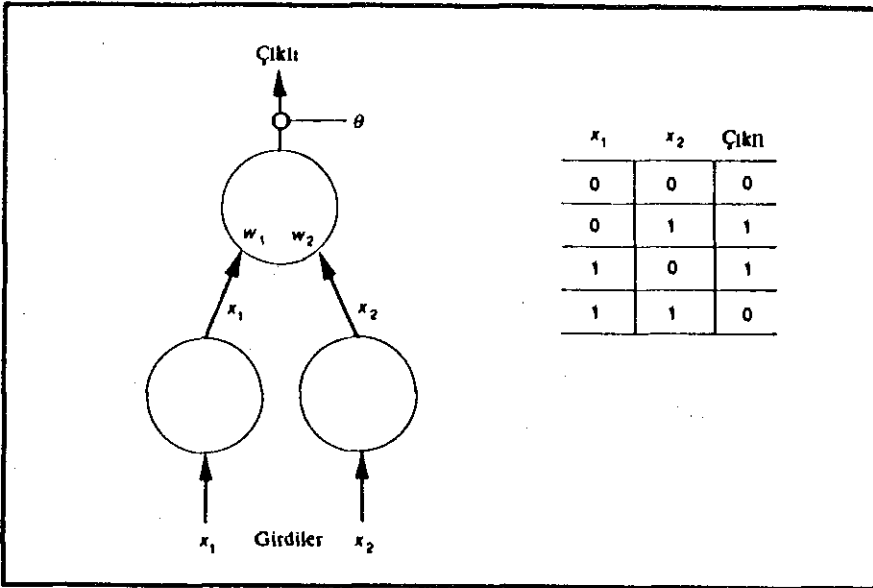 Çıktı
θ
w₁ w₂
x₁ x₂
x₁ Girdiler x₂
x₁ x₂ Çıktı
0 0 0
0 1 1
1 0 1
1 1 0